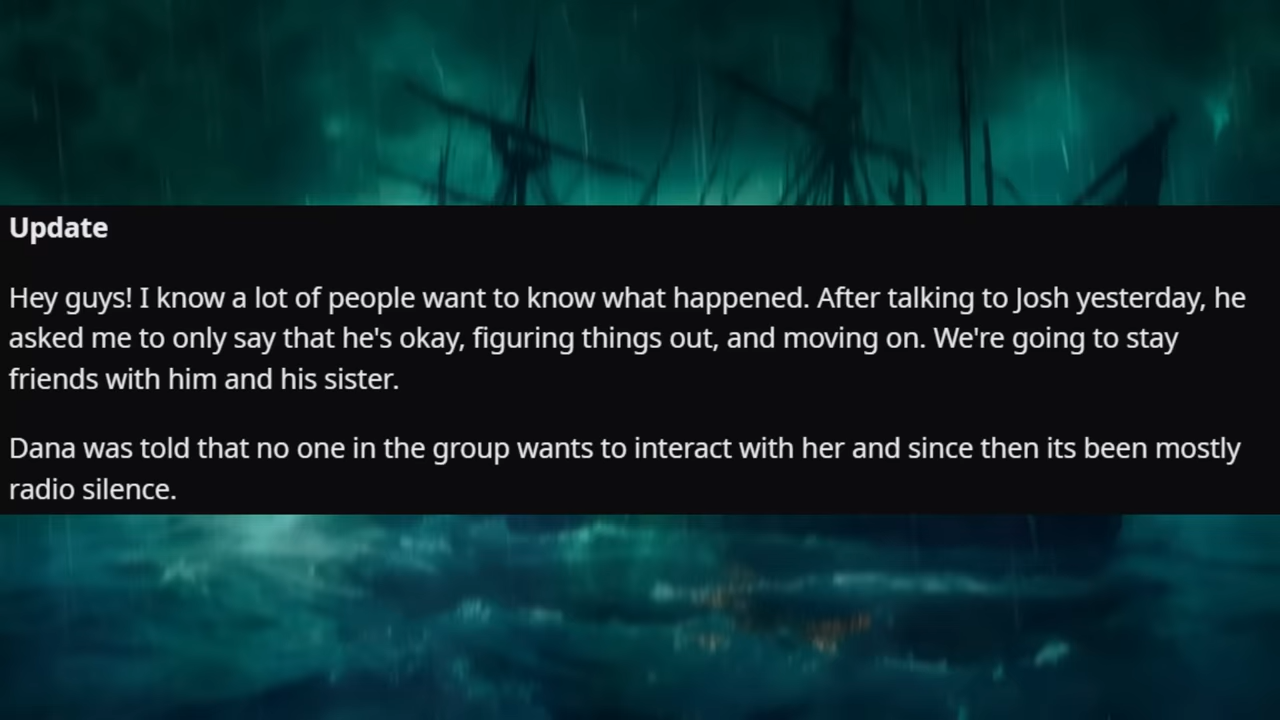 Update
Hey guys! I know a lot of people want to know what happened. After talking to Josh yesterday, he
asked me to only say that he's okay, figuring things out, and moving on. We're going to stay
friends with him and his sister.
Dana was told that no one in the group wants to interact with her and since then its been mostly
radio silence.